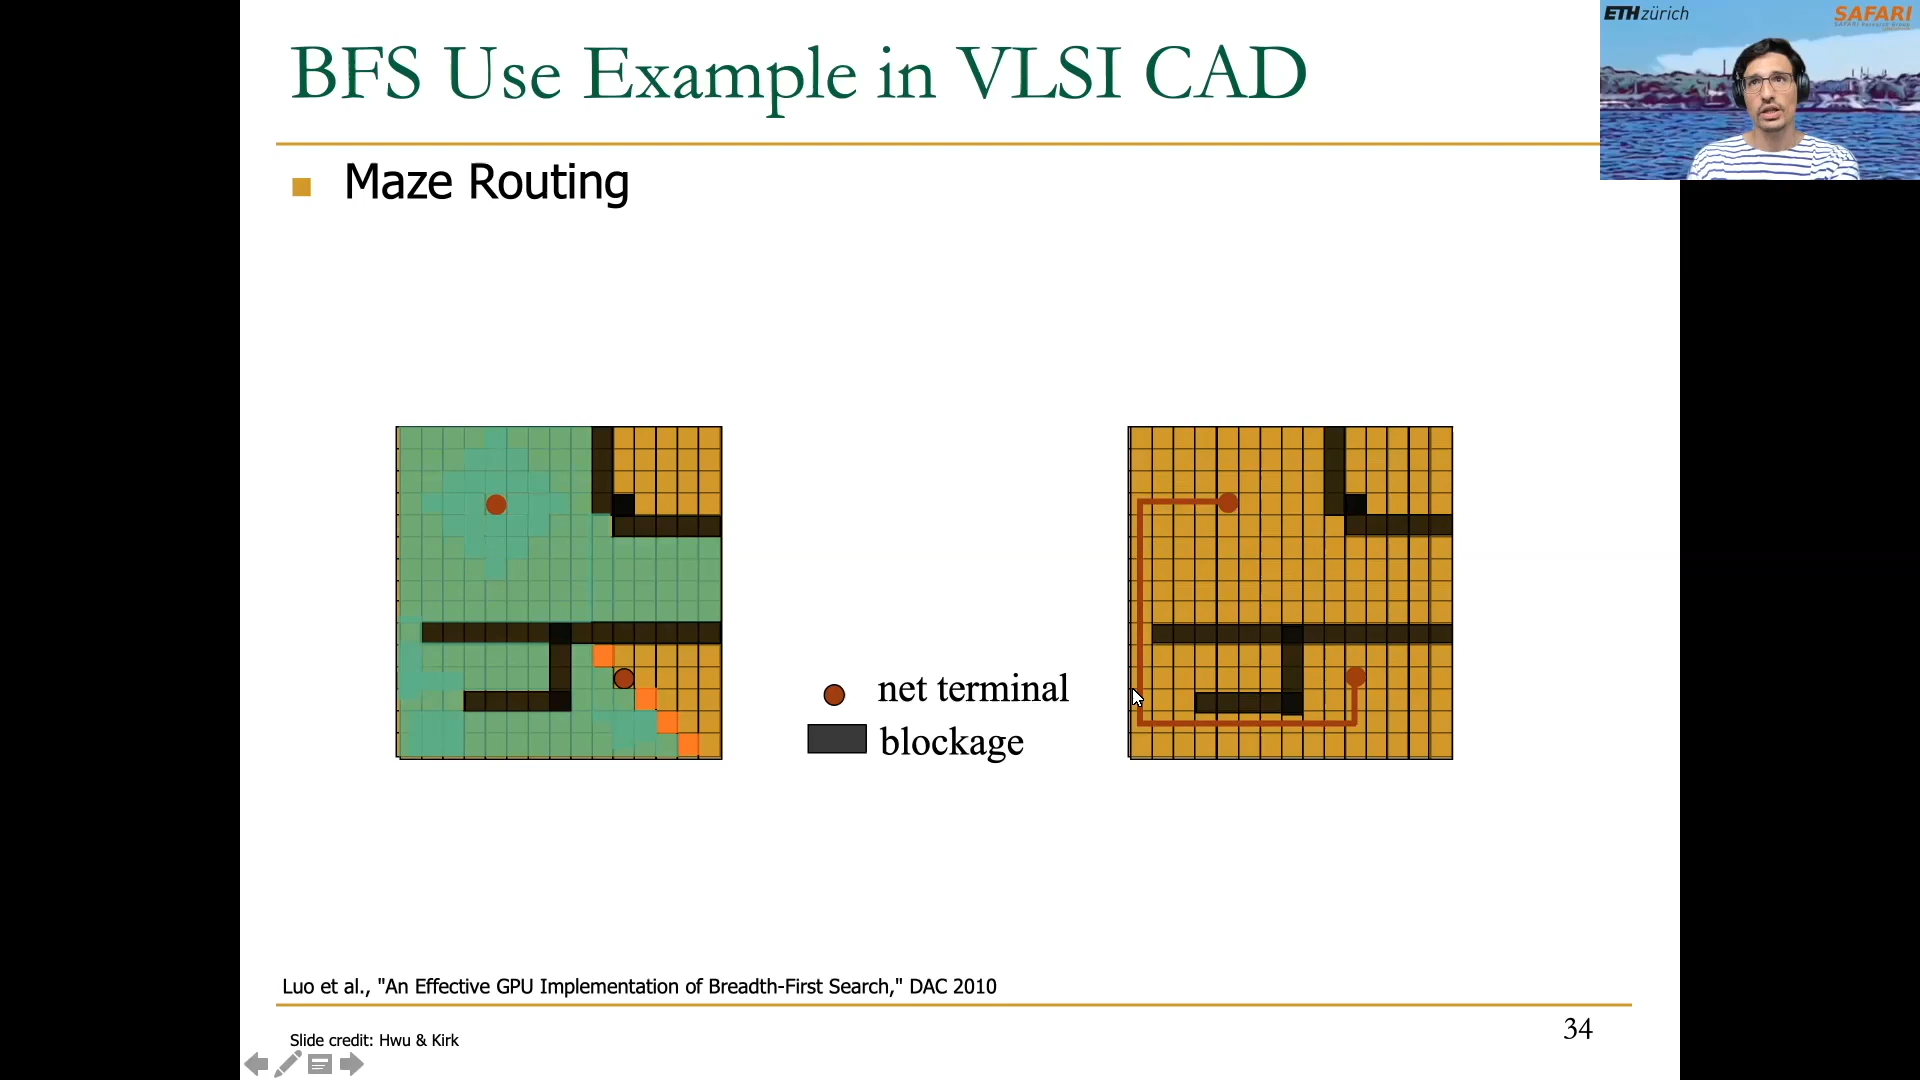 BFS Use Example in VLSI CAD
ETH zürich
SAFARI
Maze Routing
net terminal
blockage
Luo et al., "An Effective GPU Implementation of Breadth-First Search," DAC 2010
Slide credit: Hwu & Kirk
34